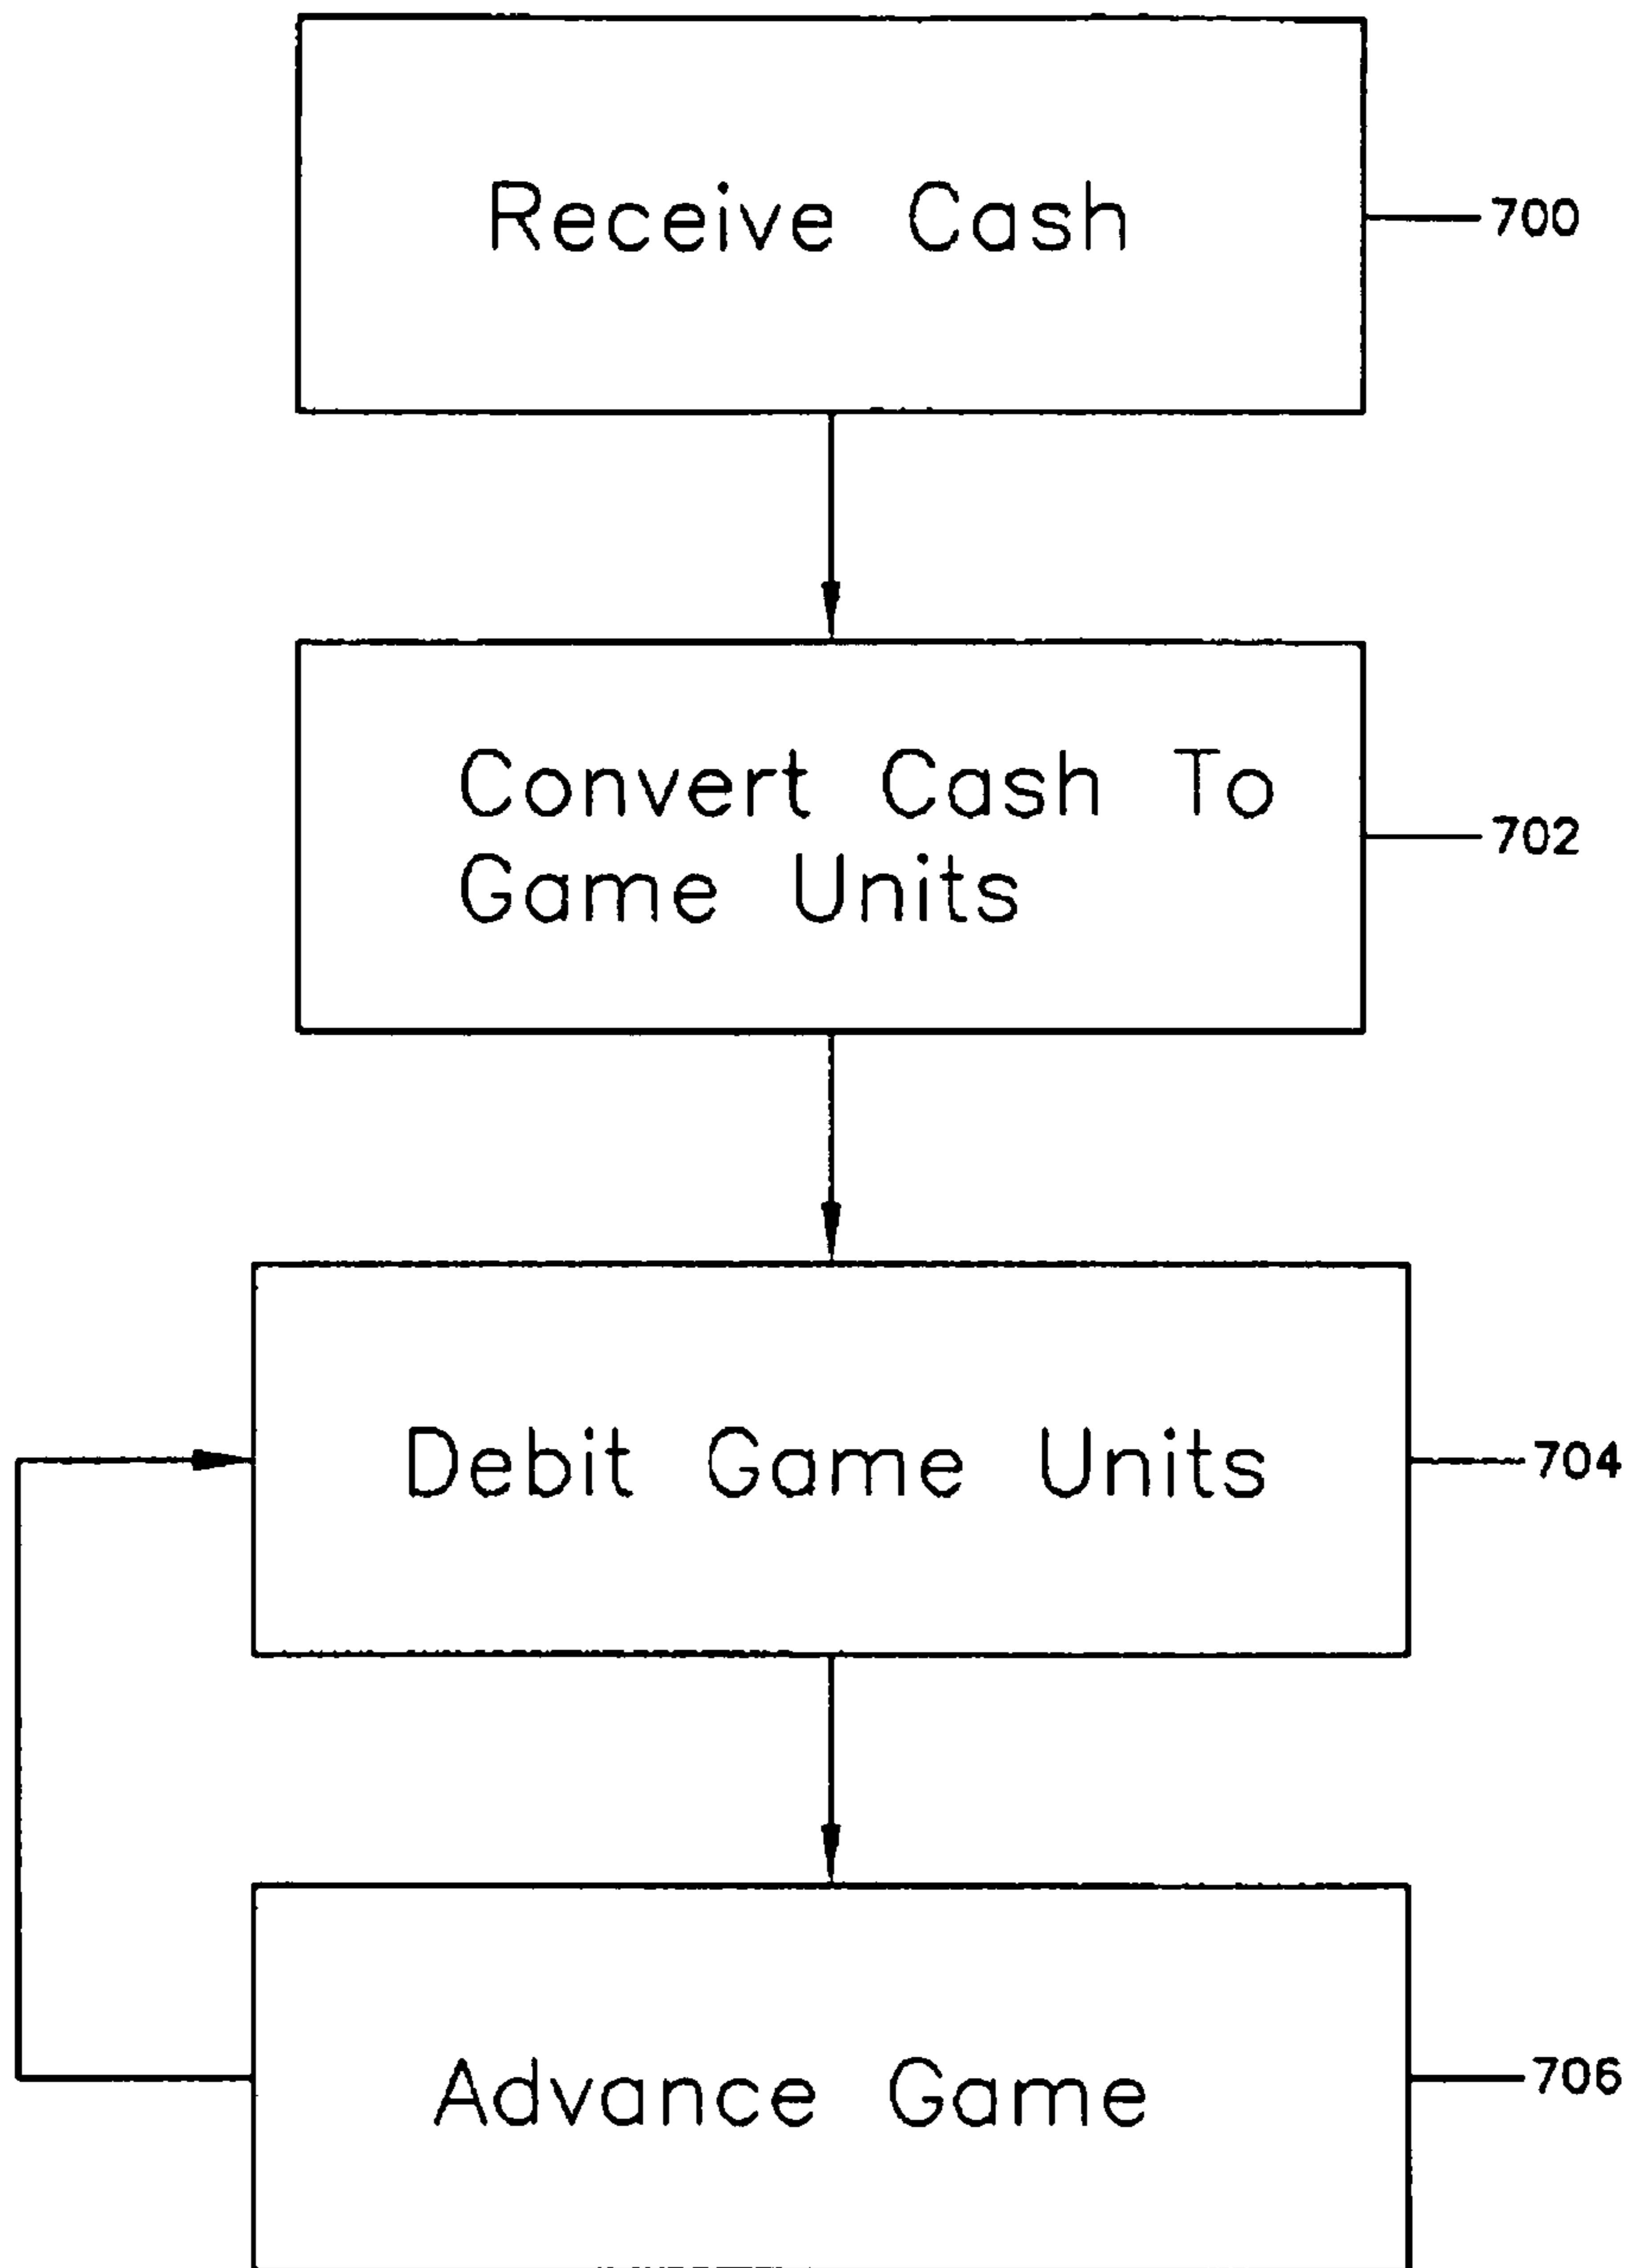 Receive Cash
700
Convert Cash To
Game Units
702
Debit Game Units
704
Advance Game
706